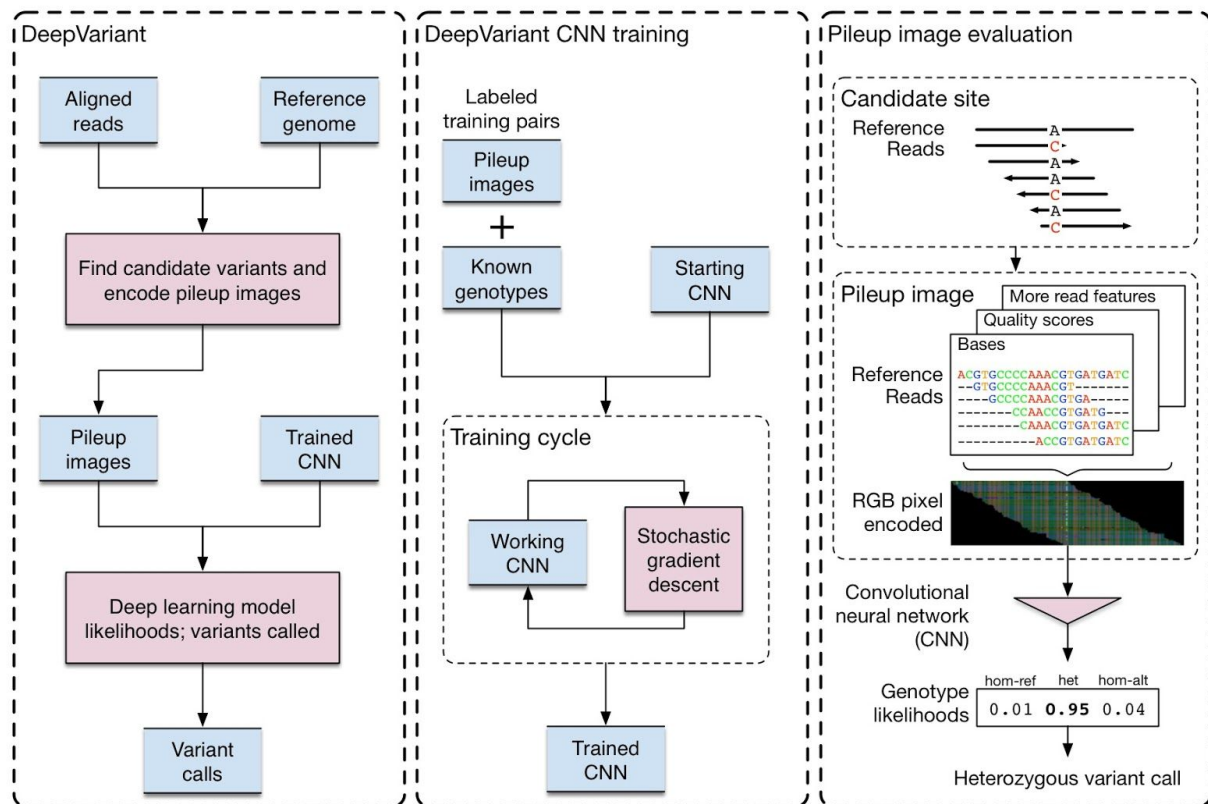 DeepVariant
Aligned
reads
Reference
genome
Find candidate variants and
encode pileup images
Pileup
images
Trained
CNN
Deep learning model
likelihoods; variants called
Variant
calls
DeepVariant CNN training
Labeled
training pairs
Pileup
images
+
Known
genotypes
Starting
CNN
Training cycle
Working
CNN
Stochastic
gradient
descent
Trained
CNN
Pileup image evaluation
Candidate site
Reference
Reads
A
C
A
A
C
A
C
Pileup image
More read features
Quality scores
Bases
Reference
Reads
ACGTGCCCCAAACGTGATGATC
--GTGCCCCAAACGT-------
----GCCCCAAACGTGA-----
-------CCAACCGTGATG----
--------CAAACGTGATGATC
----------ACCGTGATGATC
RGB pixel
encoded
Convolutional
neural network
(CNN)
hom-ref het hom-alt
Genotype
likelihoods
0.01 0.95 0.04
Heterozygous variant call